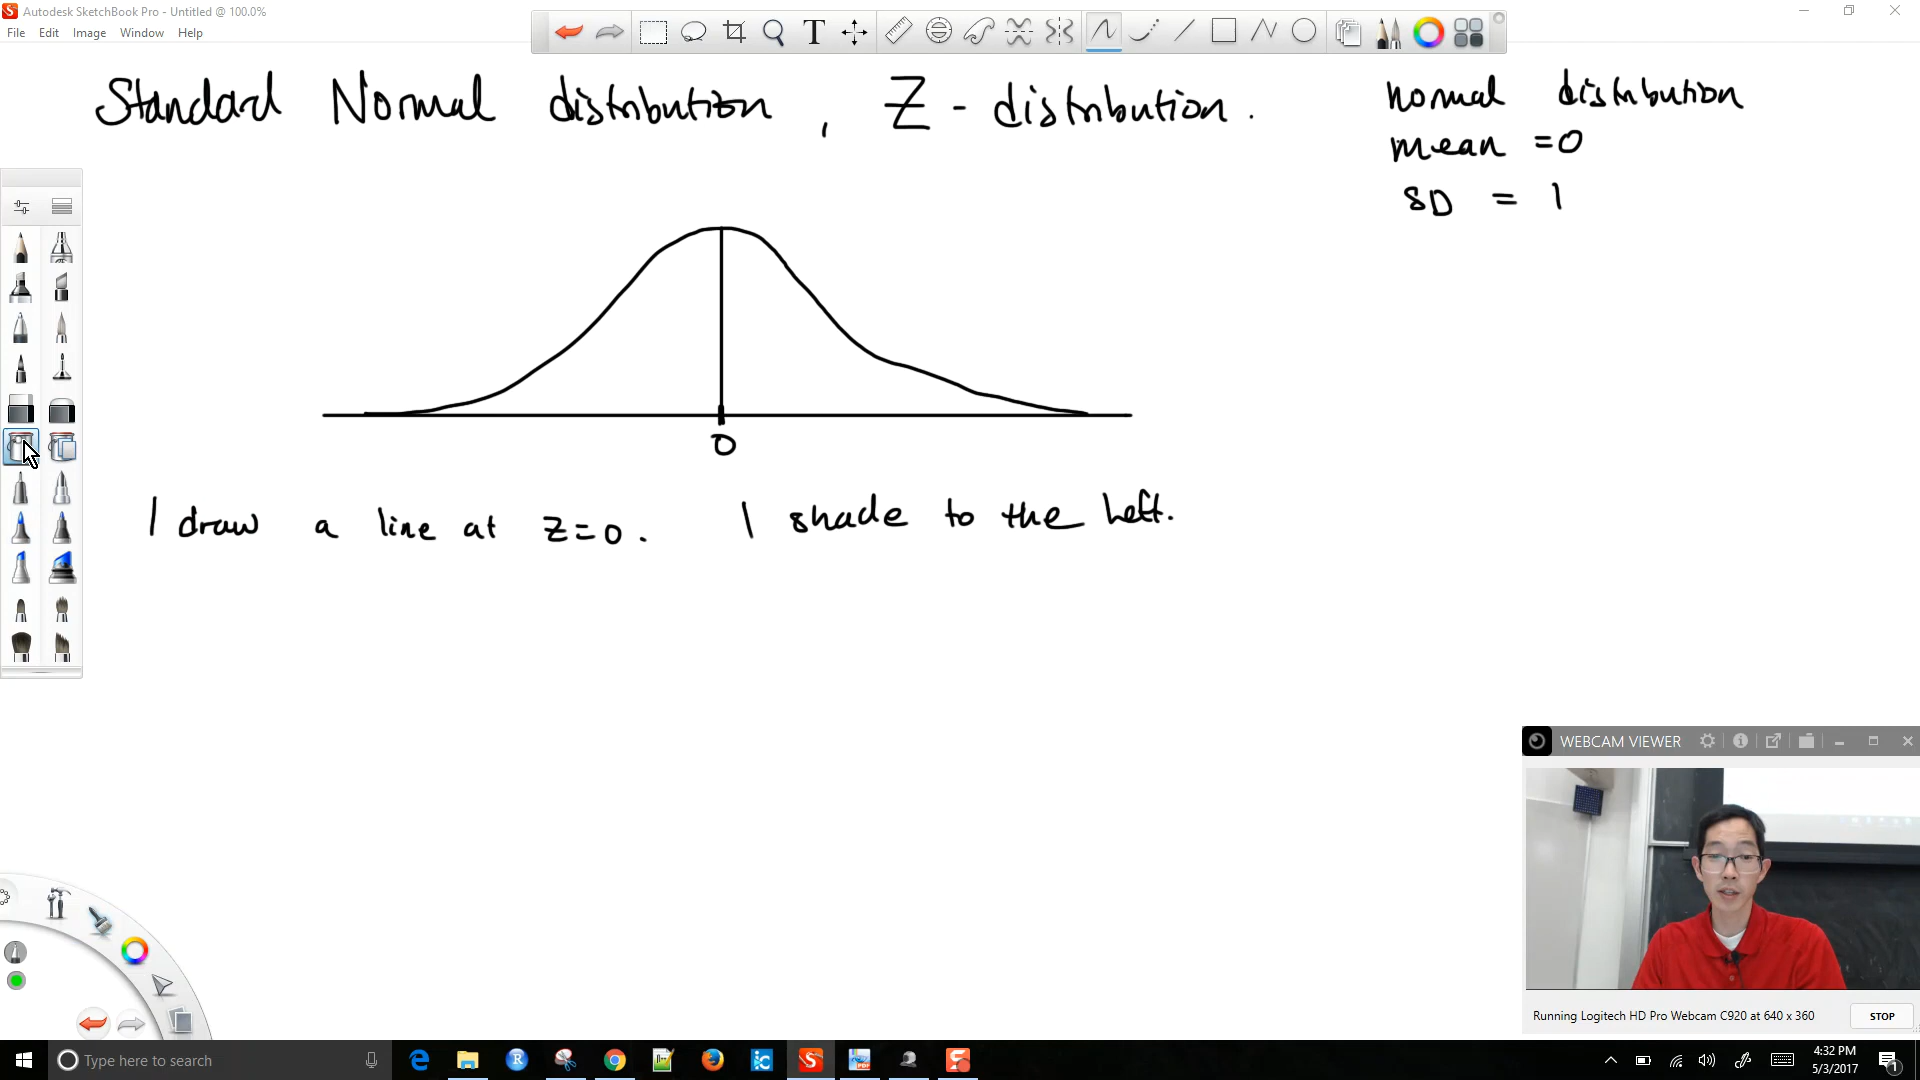 Autodesk SketchBook Pro - Untitled @ 100.0%
File Edit Image Window Help
T
Standard Normal distribution , Z - distribution .
normal distribution
mean = 0
SD = 1
0
I draw a line at z = 0 . I shade to the left.
WEBCAM VIEWER
Running Logitech HD Pro Webcam C920 at 640 x 360
STOP
Type here to search
4:32 PM
5/3/2017